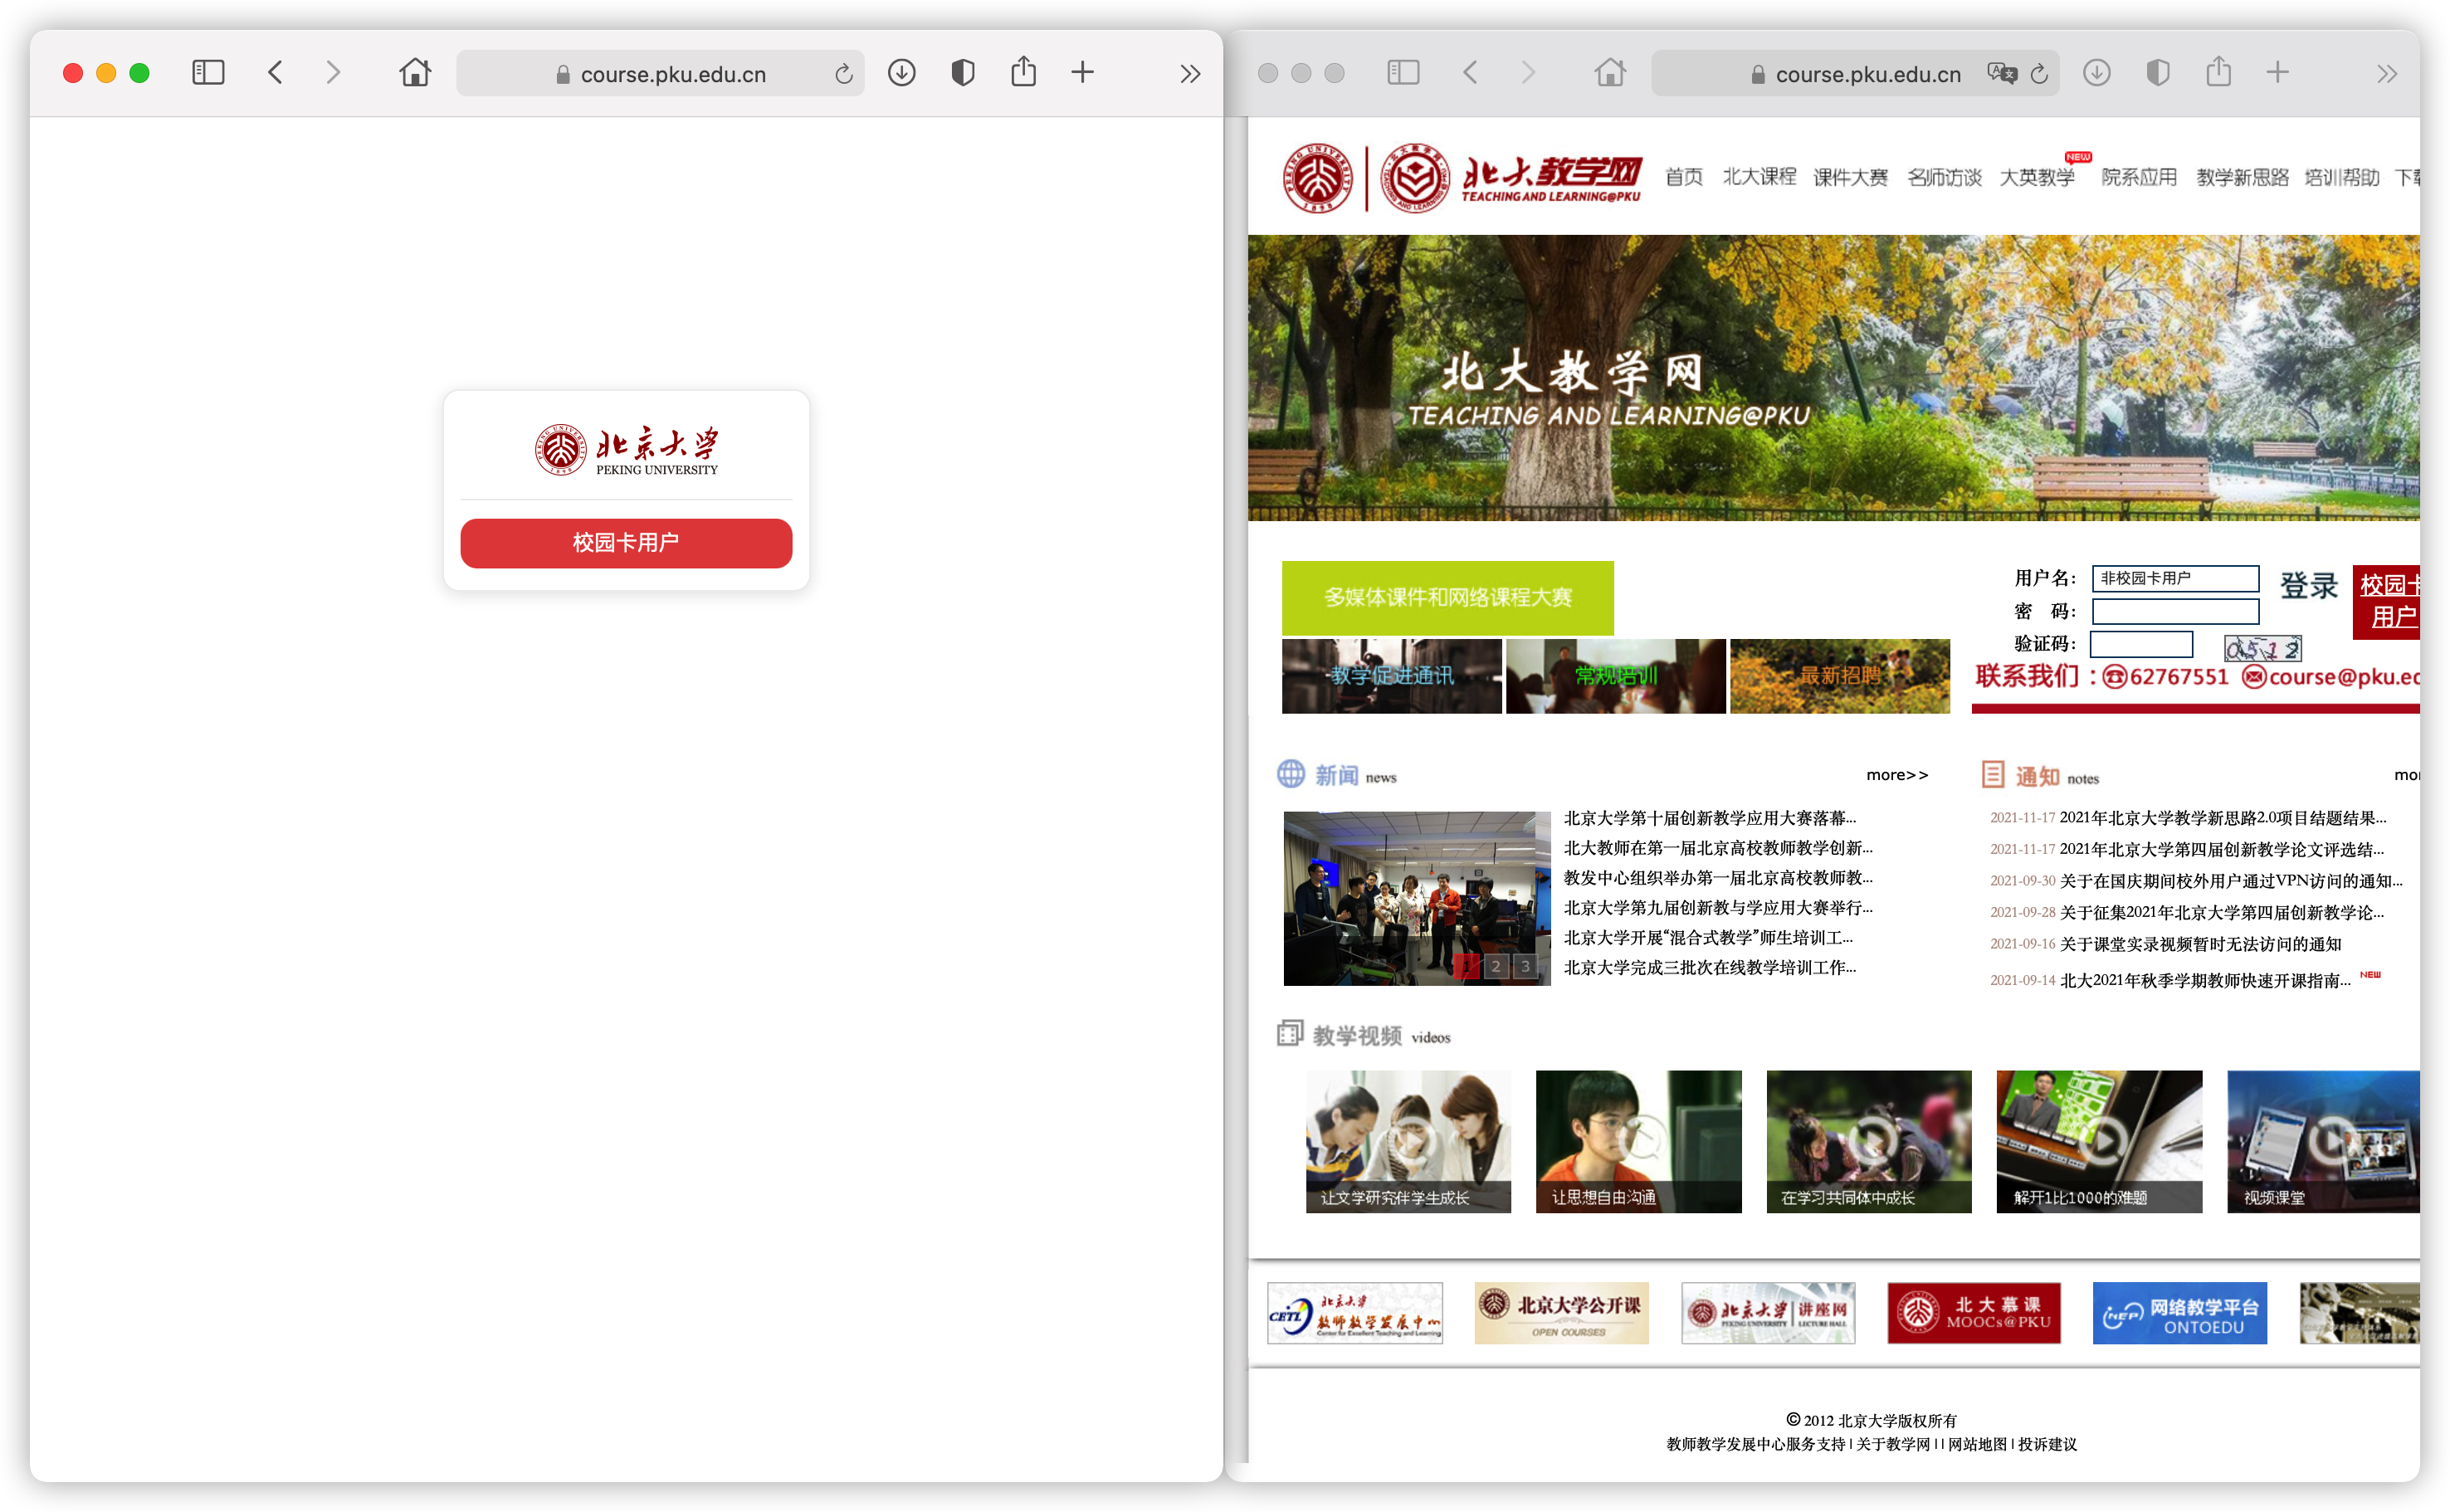 course.pku.edu.cn
北京大学
PEKING UNIVERSITY
校园卡用户
course.pku.edu.cn
PEKING UNIVERSITY
1898
北大教学网
TEACHING AND LEARNING@PKU
首页 北大课程 课件大赛 名师访谈 大英教学 NEW 院系应用 教学新思路 培训帮助 下载
北大教学网
TEACHING AND LEARNING@PKU
多媒体课件和网络课程大赛
教学促进通讯 常规培训 最新招聘
用户名: 非校园卡用户 登录
密 码:
验证码: 0512
校园卡
用户
联系我们 : 62767551 course@pku.ed
新闻 news more>>
北京大学第十届创新教学应用大赛落幕...
北大教师在第一届北京高校教师教学创新...
教发中心组织举办第一届北京高校教师教...
北京大学第九届创新教与学应用大赛举行...
北京大学开展“混合式教学”师生培训工...
北京大学完成三批次在线教学培训工作...
1 2 3
通知 notes mor
2021-11-17 2021年北京大学教学新思路2.0项目结题结果...
2021-11-17 2021年北京大学第四届创新教学论文评选结...
2021-09-30 关于在国庆期间校外用户通过VPN访问的通知...
2021-09-28 关于征集2021年北京大学第四届创新教学论...
2021-09-16 关于课堂实录视频暂时无法访问的通知
2021-09-14 北大2021年秋季学期教师快速开课指南... NEW
教学视频 videos
让文学研究伴学生成长
让思想自由沟通
在学习共同体中成长
解开1比1000的难题
视频课堂
CETL 北京大学
教师教学发展中心
Center for Excellent Teaching and Learning
北京大学公开课
OPEN COURSES
北京大学 讲座网
PEKING UNIVERSITY LECTURE HALL
北大慕课
MOOCs@PKU
NEP 网络教学平台
ONTOEDU
© 2012 北京大学版权所有
教师教学发展中心服务支持 | 关于教学网 | | 网站地图 | 投诉建议